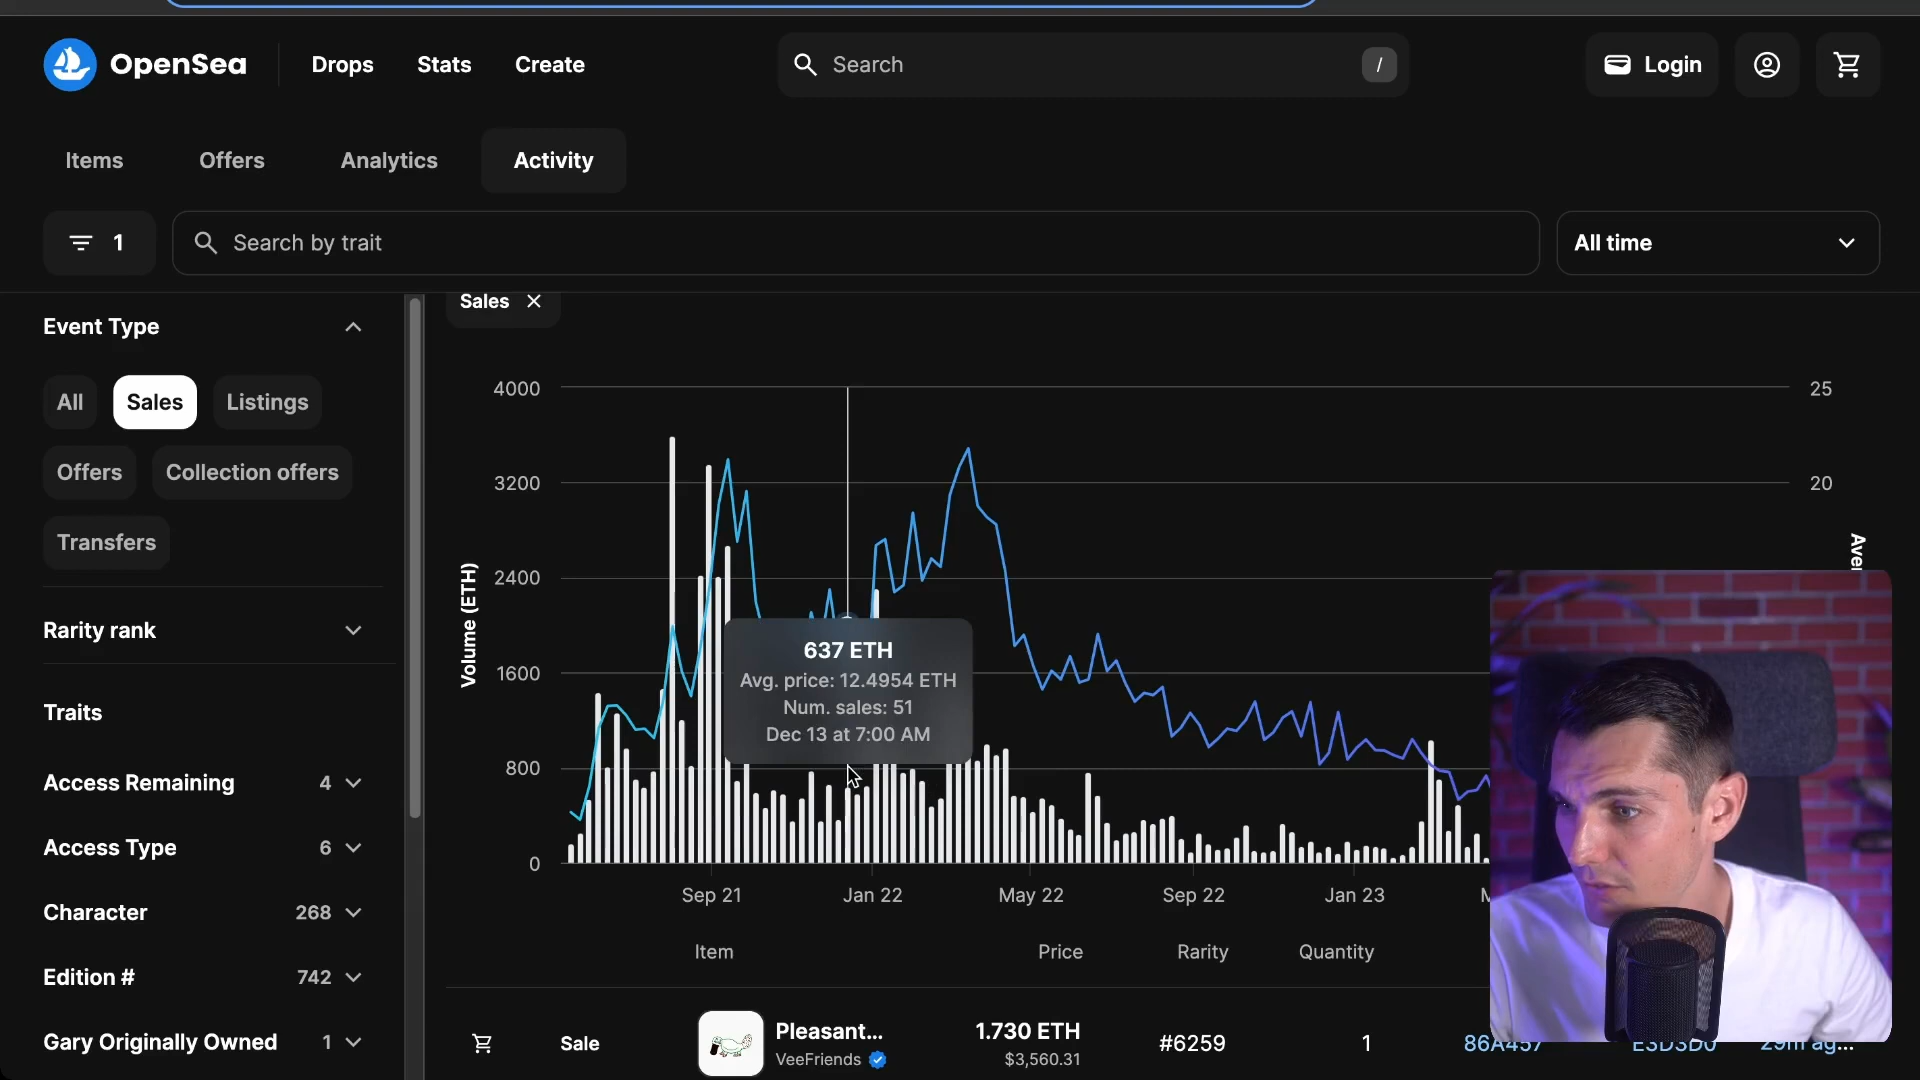 OpenSea
Drops
Stats
Create
Search
/
Login
Items
Offers
Analytics
Activity
1
Search by trait
All time
Event Type
All
Sales
Listings
Offers
Collection offers
Transfers
Rarity rank
Traits
Access Remaining 4
Access Type 6
Character 268
Edition # 742
Gary Originally Owned 1
Sales
Volume (ETH)
4000
3200
2400
1600
800
0
25
20
637 ETH
Avg. price: 12.4954 ETH
Num. sales: 51
Dec 13 at 7:00 AM
Sep 21
Jan 22
May 22
Sep 22
Jan 23
Item
Price
Rarity
Quantity
Sale
Pleasant...
VeeFriends
1.730 ETH
$3,560.31
#6259
1